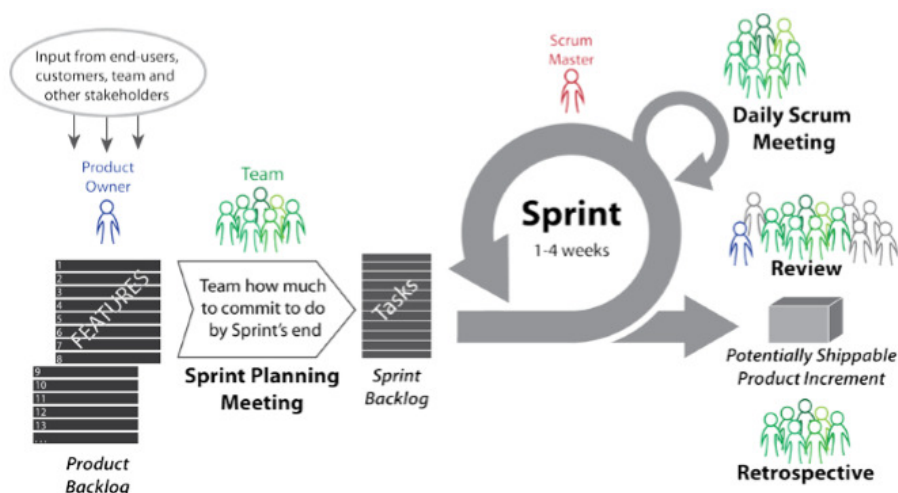 Input from end-users,
customers, team and
other stakeholders
Product
Owner
Team
1
2
3
4
5
6
7
8
FEATURES
9
10
11
12
13
...
Product
Backlog
Team how much
to commit to do
by Sprint's end
Sprint Planning
Meeting
Tasks
Sprint
Backlog
Scrum
Master
Sprint
1-4 weeks
Daily Scrum
Meeting
Review
Potentially Shippable
Product Increment
Retrospective